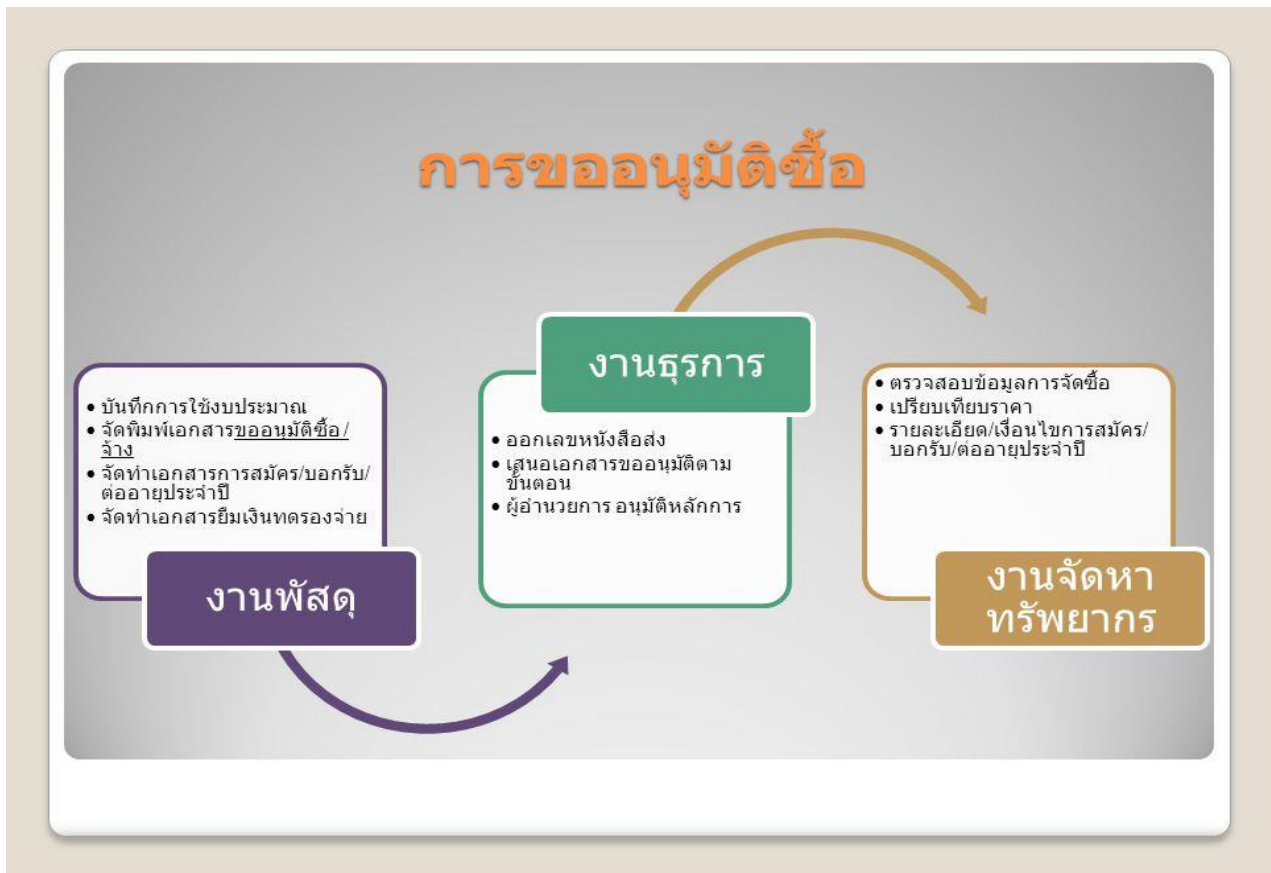 การขออนุมัติซื้อ
• บันทึกการใช้งบประมาณ
• จัดพิมพ์เอกสารขออนุมัติซื้อ/
จ้าง
• จัดทำเอกสารการสมัคร/บอกรับ/
ต่ออายุประจำปี
• จัดทำเอกสารยืมเงินทดรองจ่าย
งานพัสดุ
งานธุรการ
• ออกเลขหนังสือส่ง
• เสนอเอกสารขออนุมัติตาม
ขั้นตอน
• ผู้อำนวยการ อนุมัติหลักการ
• ตรวจสอบข้อมูลการจัดซื้อ
• เปรียบเทียบราคา
• รายละเอียด/เงื่อนไขการสมัคร/
บอกรับ/ต่ออายุประจำปี
งานจัดหา
ทรัพยากร